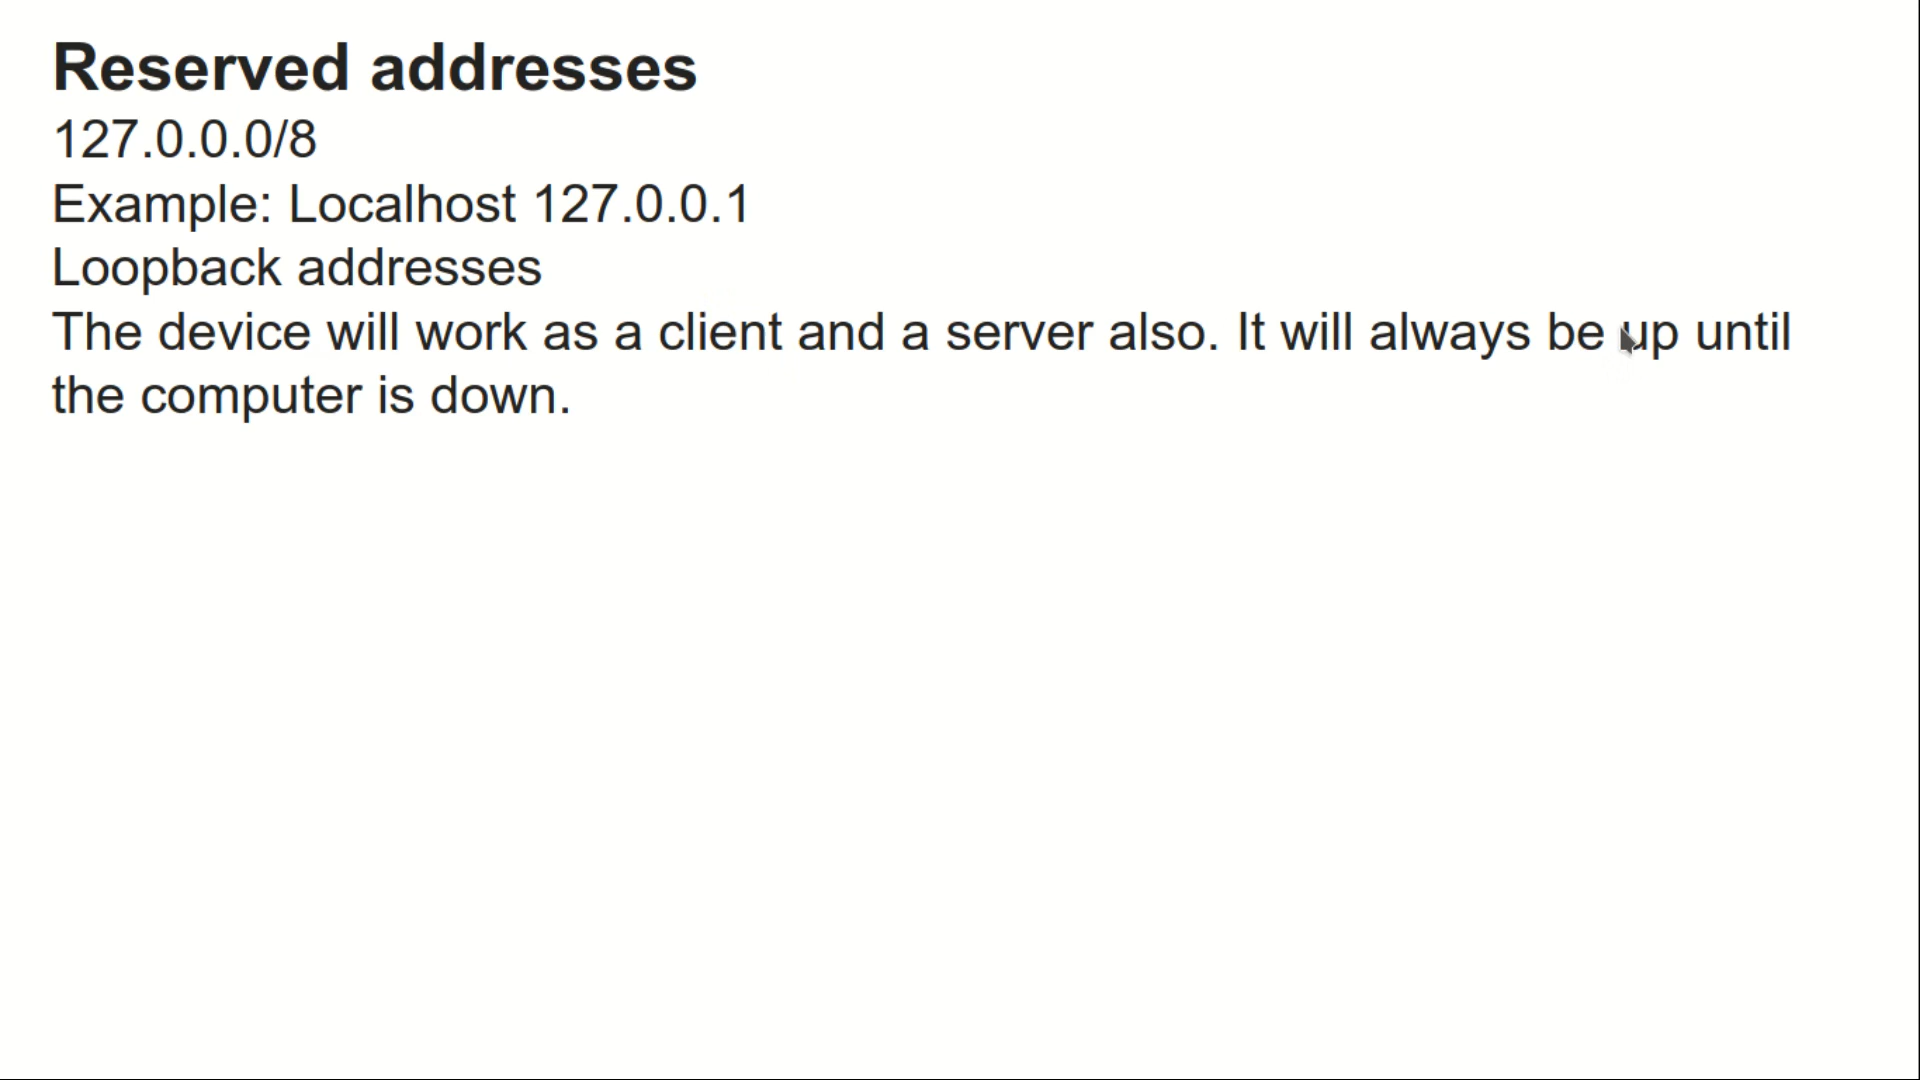 Reserved addresses
127.0.0.0/8
Example: Localhost 127.0.0.1
Loopback addresses
The device will work as a client and a server also. It will always be up until
the computer is down.